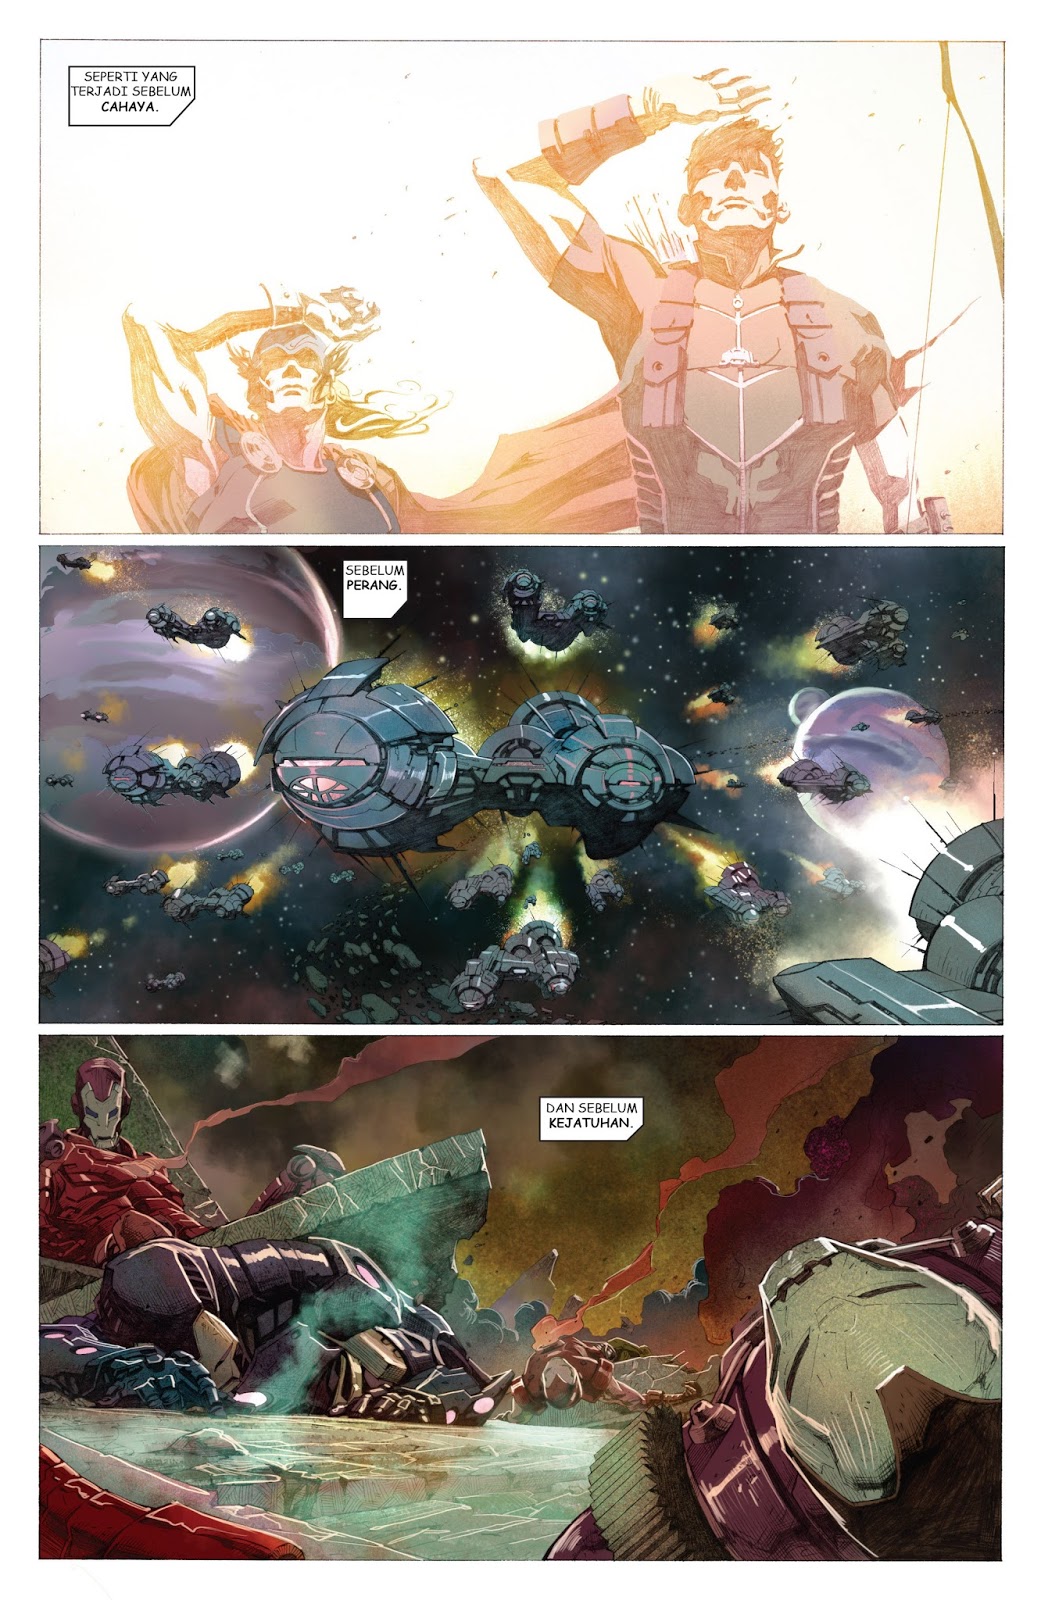 SEPERTI YANG
TERJADI SEBELUM
CAHAYA.
SEBELUM
PERANG.
DAN SEBELUM
KEJATUHAN.